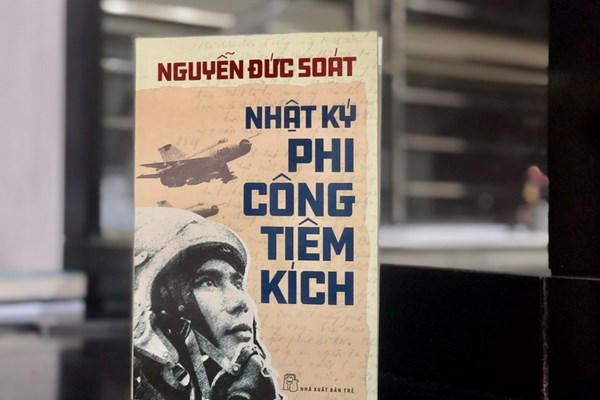 NGUYỄN ĐỨC SOÁT
NHẬT KÝ
PHI
CÔNG
TIÊM
KÍCH
NHÀ XUẤT BẢN TRẺ